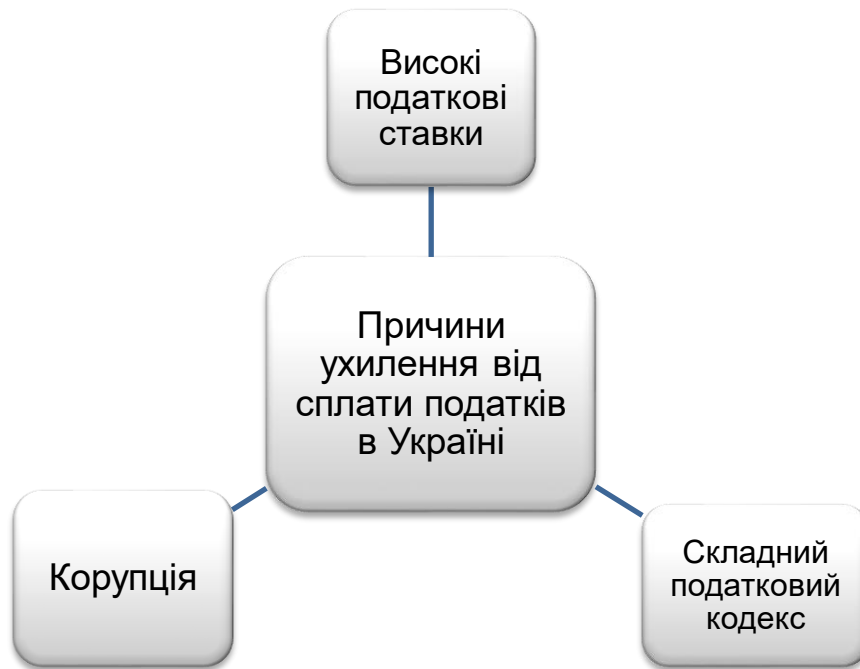 Високі
податкові
ставки
Причини
ухилення від
сплати податків
в Україні
Корупція
Складний
податковий
кодекс